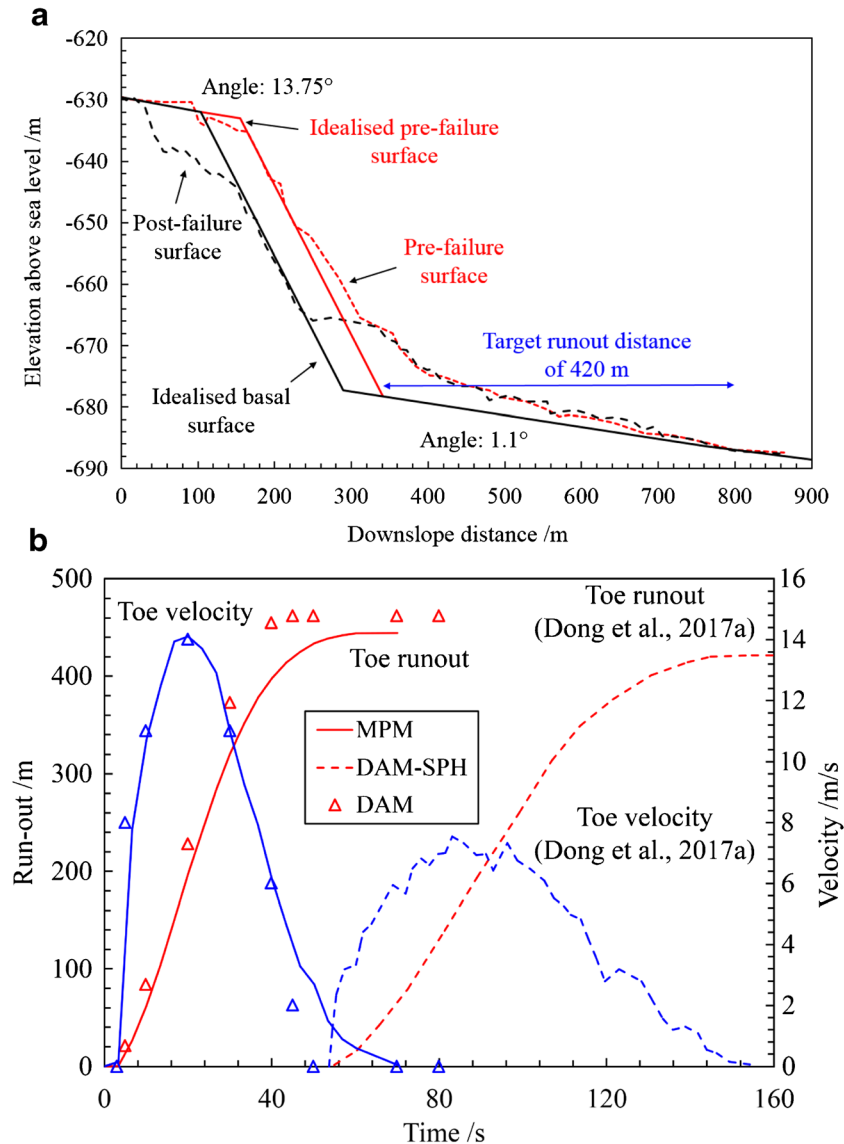 a
-620
-630
-640
-650
-660
-670
-680
-690
Elevation above sea level /m
Angle: 13.75°
Idealised pre-failure
surface
Post-failure
surface
Pre-failure
surface
Target runout distance
of 420 m
Idealised basal
surface
Angle: 1.1°
0 100 200 300 400 500 600 700 800 900
Downslope distance /m
b
500
400
300
200
100
0
Run-out /m
16
14
12
10
8
6
4
2
0
Velocity /m/s
Toe velocity
Toe runout
(Dong et al., 2017a)
Toe runout
MPM
DAM-SPH
DAM
Toe velocity
(Dong et al., 2017a)
0 40 80 120 160
Time /s